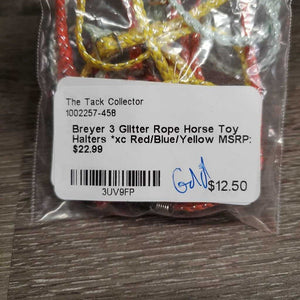 The Tack Collector
1002257-458
Breyer 3 Glitter Rope Horse Toy
Halters *xc Red/Blue/Yellow MSRP:
$22.99
3UV9FP
$12.50